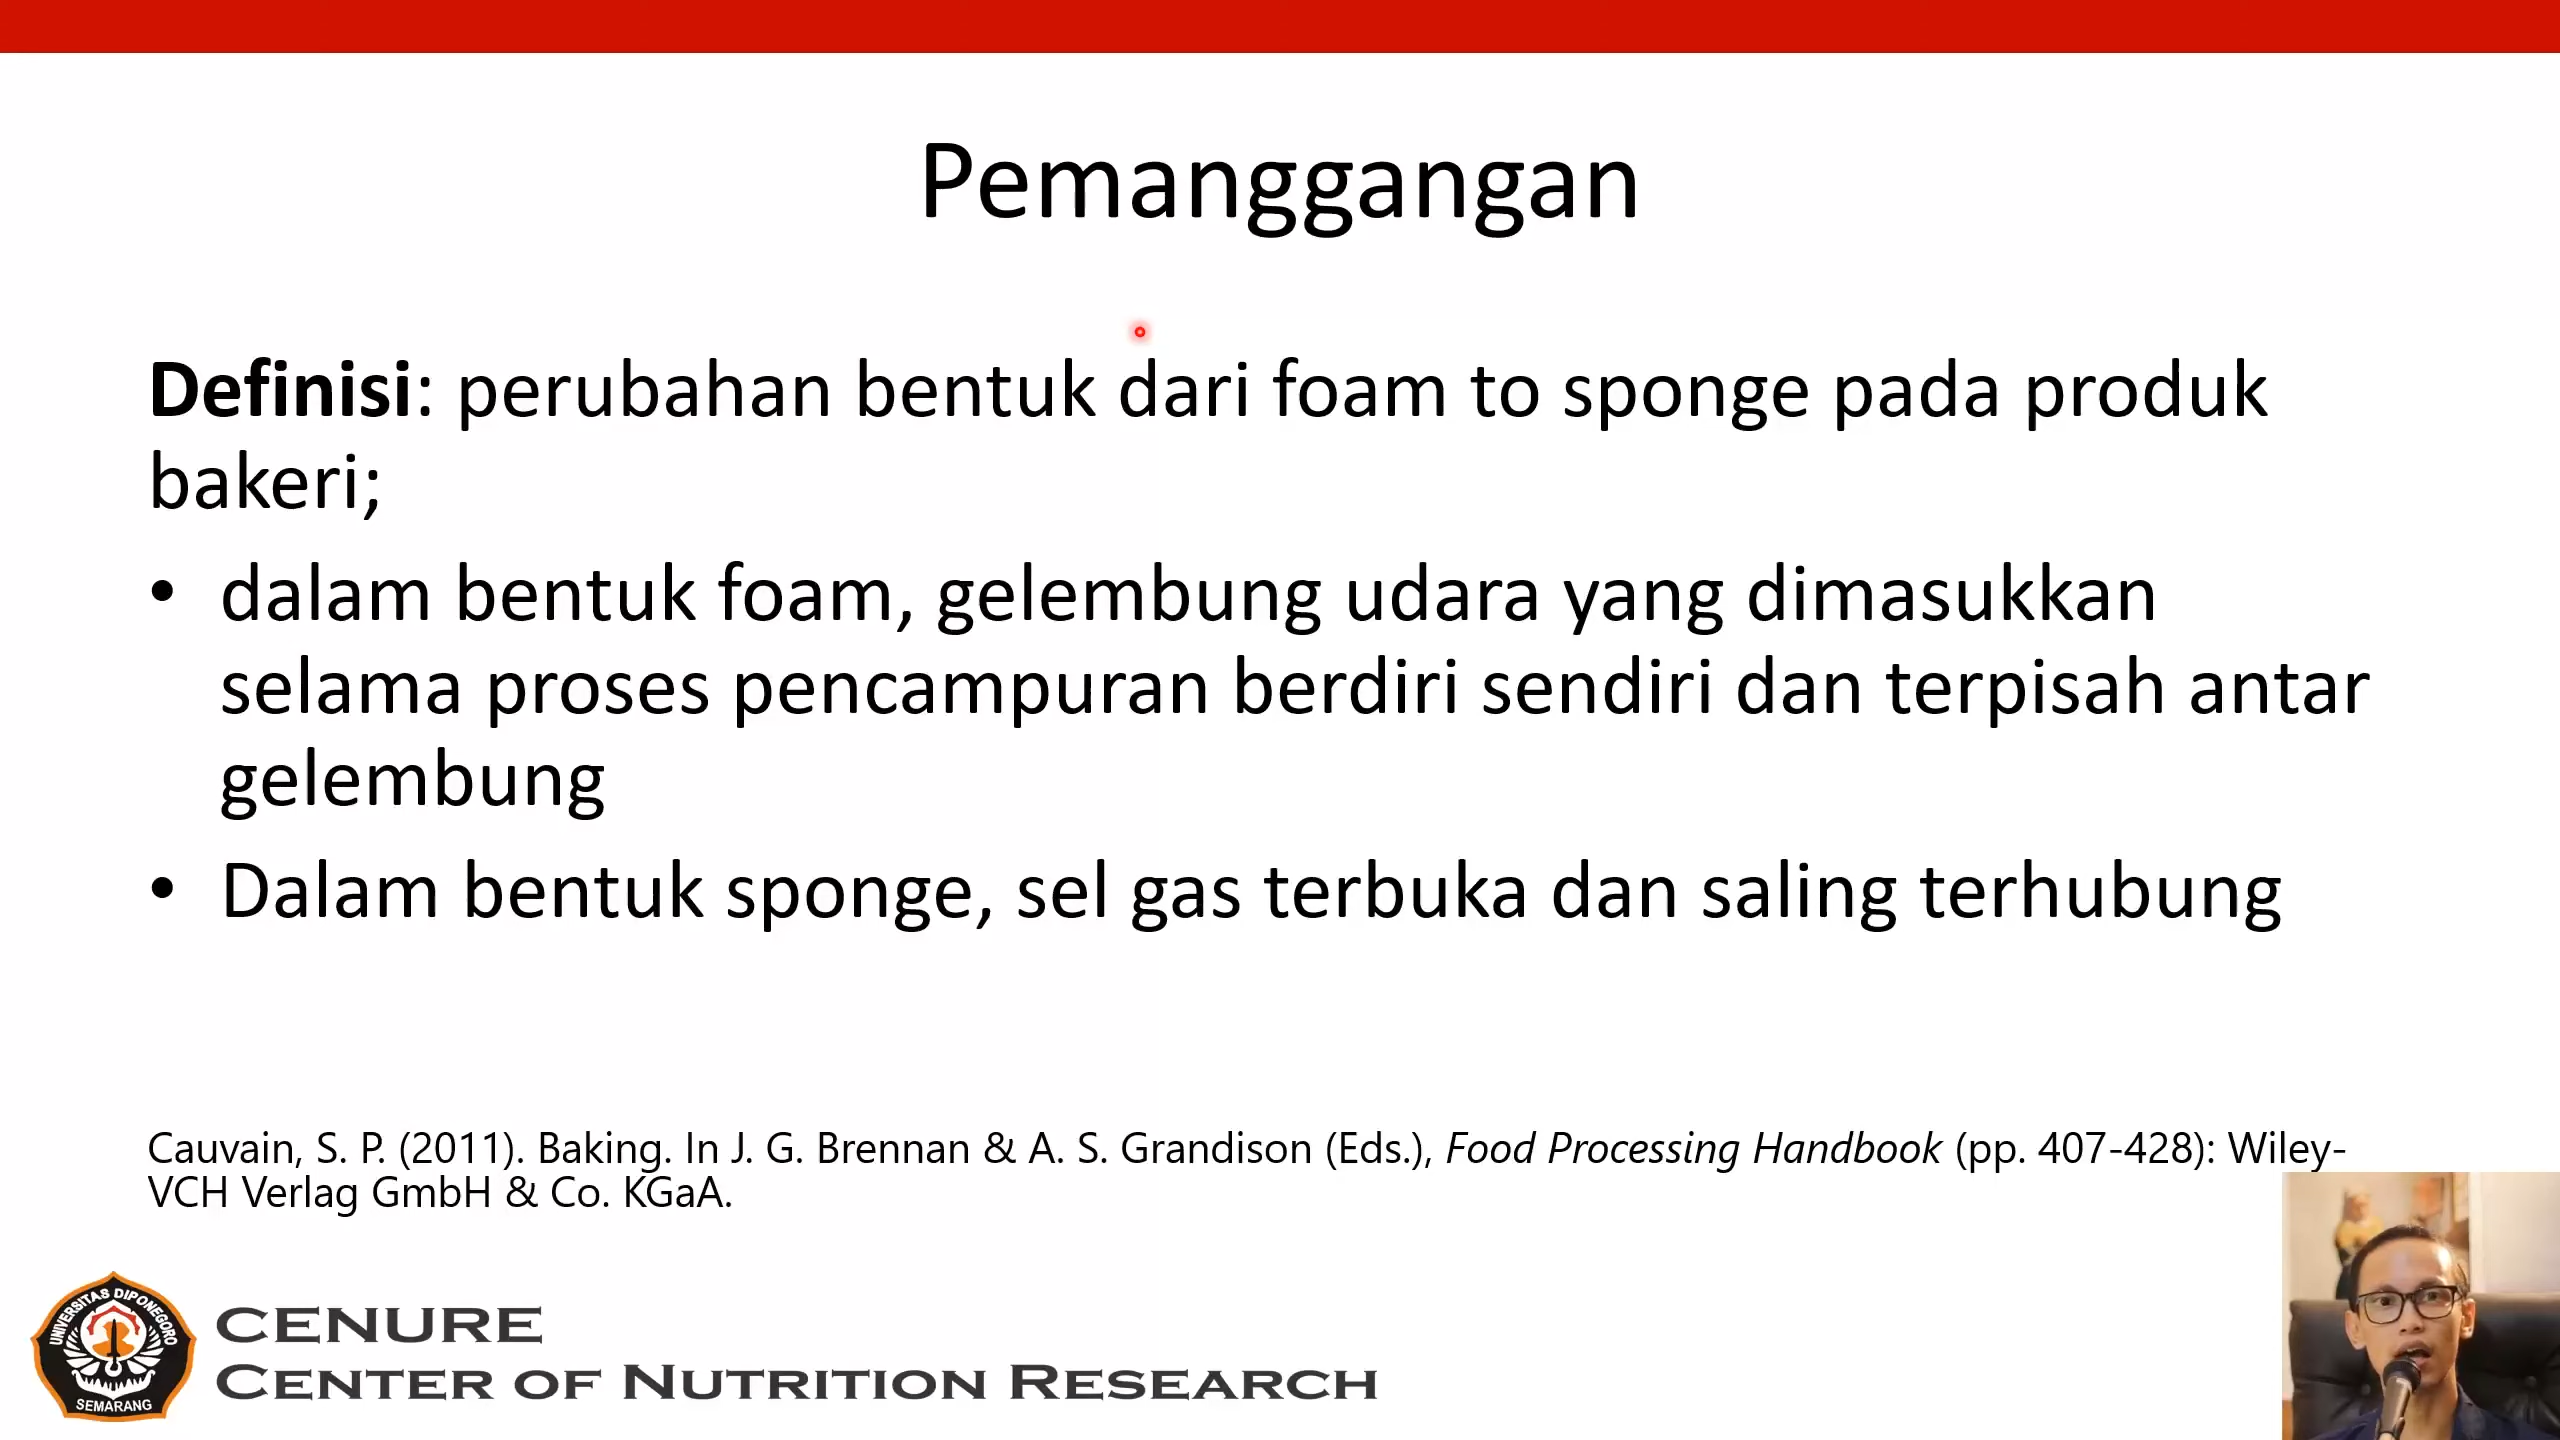 Pemanggangan
Definisi: perubahan bentuk dari foam to sponge pada produk
bakeri;
• dalam bentuk foam, gelembung udara yang dimasukkan
selama proses pencampuran berdiri sendiri dan terpisah antar
gelembung
• Dalam bentuk sponge, sel gas terbuka dan saling terhubung
Cauvain, S. P. (2011). Baking. In J. G. Brennan & A. S. Grandison (Eds.), Food Processing Handbook (pp. 407-428): Wiley-
VCH Verlag GmbH & Co. KGaA.
UNIVERSITAS DIPONEGORO
SEMARANG
CENURE
CENTER OF NUTRITION RESEARCH